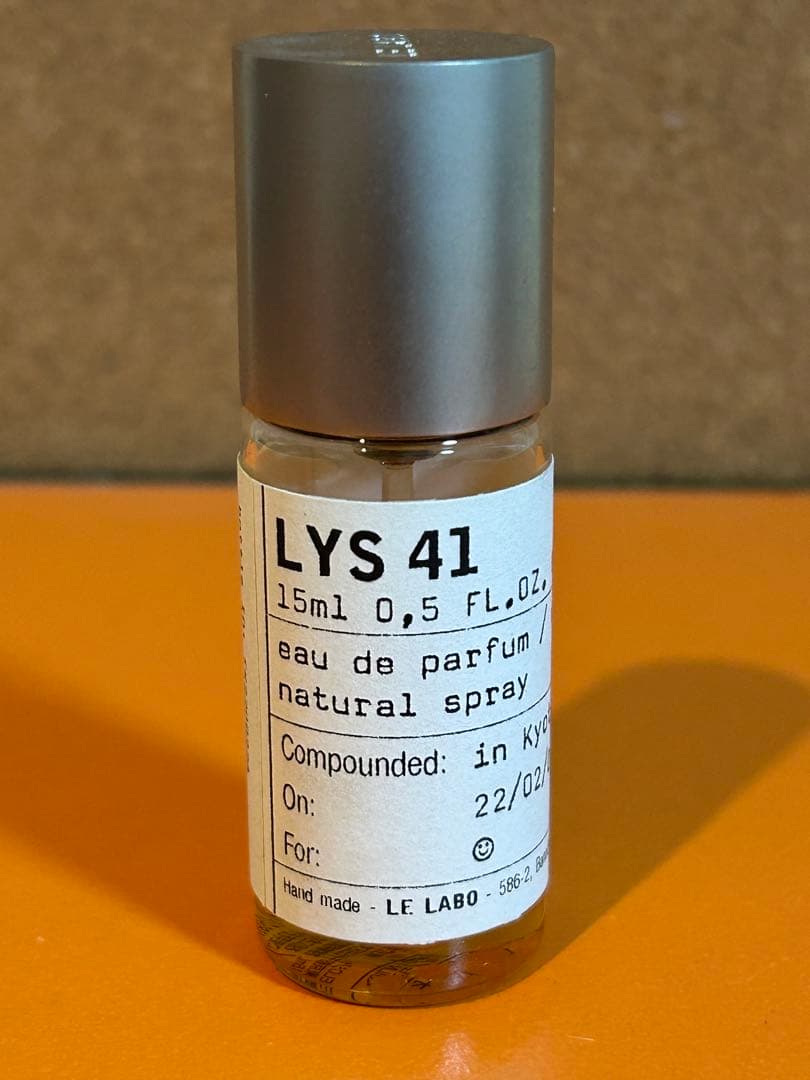 LYS 41
15ml 0,5 FL.OZ.
eau de parfum /
natural spray
Compounded: in Kyo
On: 22/02/
For: ☺
Hand made - LE LABO - 586-2,